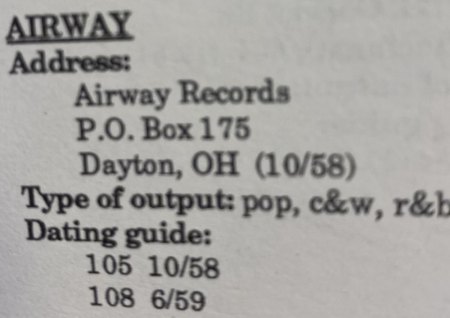 AIRWAY
Address:
Airway Records
P.O. Box 175
Dayton, OH (10/58)
Type of output: pop, c&w, r&b
Dating guide:
105 10/58
108 6/59